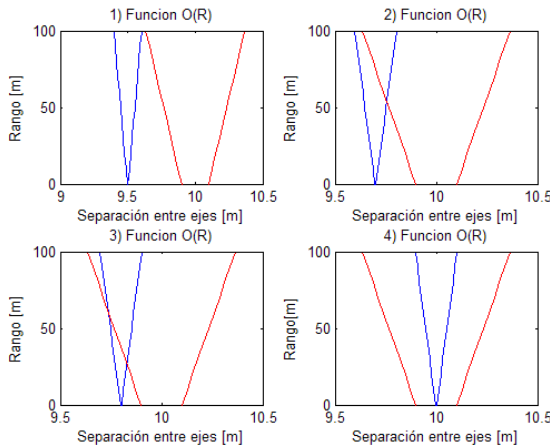 1) Funcion O(R)
Rango [m]
100
50
0
9
9.5
10
10.5
Separación entre ejes [m]
2) Funcion O(R)
Rango [m]
100
50
0
9.5
10
10.5
Separación entre ejes [m]
3) Funcion O(R)
Rango [m]
100
50
0
9.5
10
10.5
Separación entre ejes [m]
4) Funcion O(R)
Rango[m]
100
50
0
9.5
10
10.5
Separación entre ejes [m]